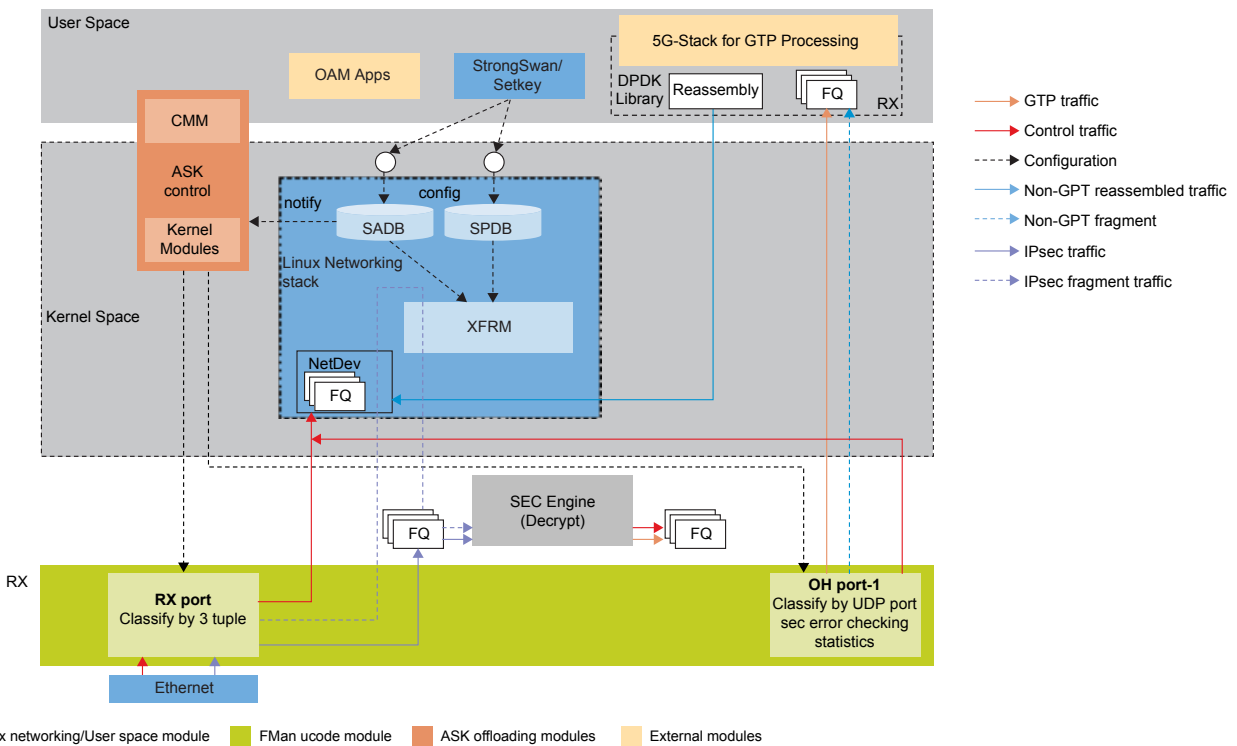 User Space
5G-Stack for GTP Processing
OAM Apps
StrongSwan/
Setkey
DPDK
Library
Reassembly
FQ
RX
CMM
ASK
control
Kernel
Modules
notify
config
SADB
SPDB
Linux Networking
stack
XFRM
Kernel Space
NetDev
FQ
SEC Engine
(Decrypt)
FQ
FQ
RX
RX port
Classify by 3 tuple
OH port-1
Classify by UDP port
sec error checking
statistics
Ethernet
GTP traffic
Control traffic
Configuration
Non-GPT reassembled traffic
Non-GPT fragment
IPsec traffic
IPsec fragment traffic
x networking/User space module
FMan ucode module
ASK offloading modules
External modules